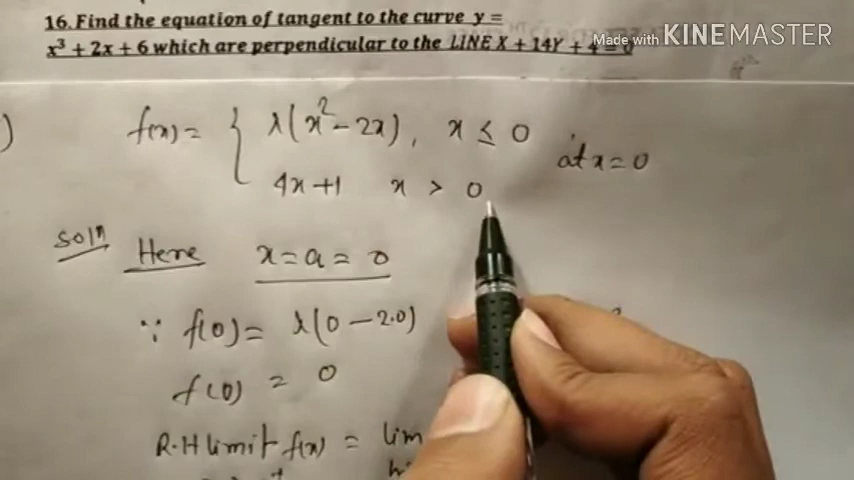 16. Find the equation of tangent to the curve y =
x³ + 2x + 6 which are perpendicular to the LINE X + 14Y + 4 = 0
Made with KINEMASTER
)
f(x) = { λ(x² - 2x), x ≤ 0
4x + 1 x > 0
at x = 0
Soln Here x = a = 0
∵ f(0) = λ(0 - 2.0)
f(0) = 0
R.H limit f(x) = lim